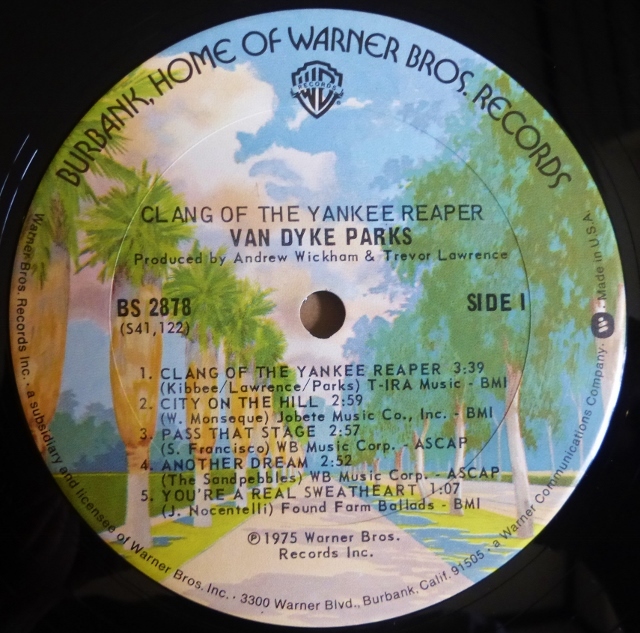 BURBANK, HOME OF WARNER BROS. RECORDS
W B
RECORDS
CLANG OF THE YANKEE REAPER
VAN DYKE PARKS
Produced by Andrew Wickham & Trevor Lawrence
BS 2878
(S41,122)
SIDE 1
1. CLANG OF THE YANKEE REAPER 3:39
(Kibbee/Lawrence/Parks) T-IRA Music - BMI
2. CITY ON THE HILL 2:59
(W. Monseque) Jobete Music Co., Inc. - BMI
3. PASS THAT STAGE 2:57
(S. Francisco) WB Music Corp. - ASCAP
4. ANOTHER DREAM 2:52
(The Sandpebbles) WB Music Corp. - ASCAP
5. YOU'RE A REAL SWEETHEART 1:07
(J. Nocentelli) Found Farm Ballads - BMI
℗1975 Warner Bros.
Records Inc.
Warner Bros. Records Inc. · a subsidiary and licensee of Warner Bros. Inc. · 3300 Warner Blvd., Burbank, Calif. 91505 · a Warner Communications Company. · Made in U.S.A.